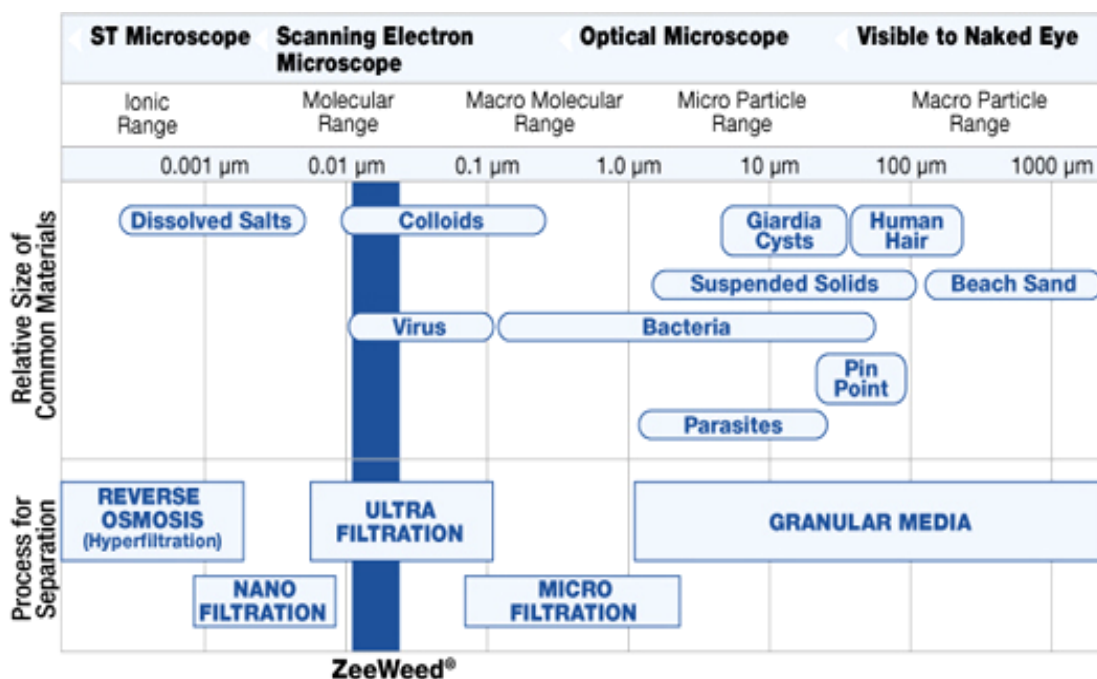 ST Microscope
Scanning Electron
Microscope
Optical Microscope
Visible to Naked Eye
Ionic
Range
Molecular
Range
Macro Molecular
Range
Micro Particle
Range
Macro Particle
Range
0.001 µm
0.01 µm
0.1 µm
1.0 µm
10 µm
100 µm
1000 µm
Relative Size of
Common Materials
Dissolved Salts
Colloids
Giardia
Cysts
Human
Hair
Suspended Solids
Beach Sand
Virus
Bacteria
Pin
Point
Parasites
Process for
Separation
REVERSE
OSMOSIS
(Hyperfiltration)
ULTRA
FILTRATION
GRANULAR MEDIA
NANO
FILTRATION
MICRO
FILTRATION
ZeeWeed®